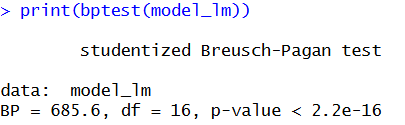 > print(bptest(model_lm))
studentized Breusch-Pagan test
data:  model_lm
BP = 685.6, df = 16, p-value < 2.2e-16